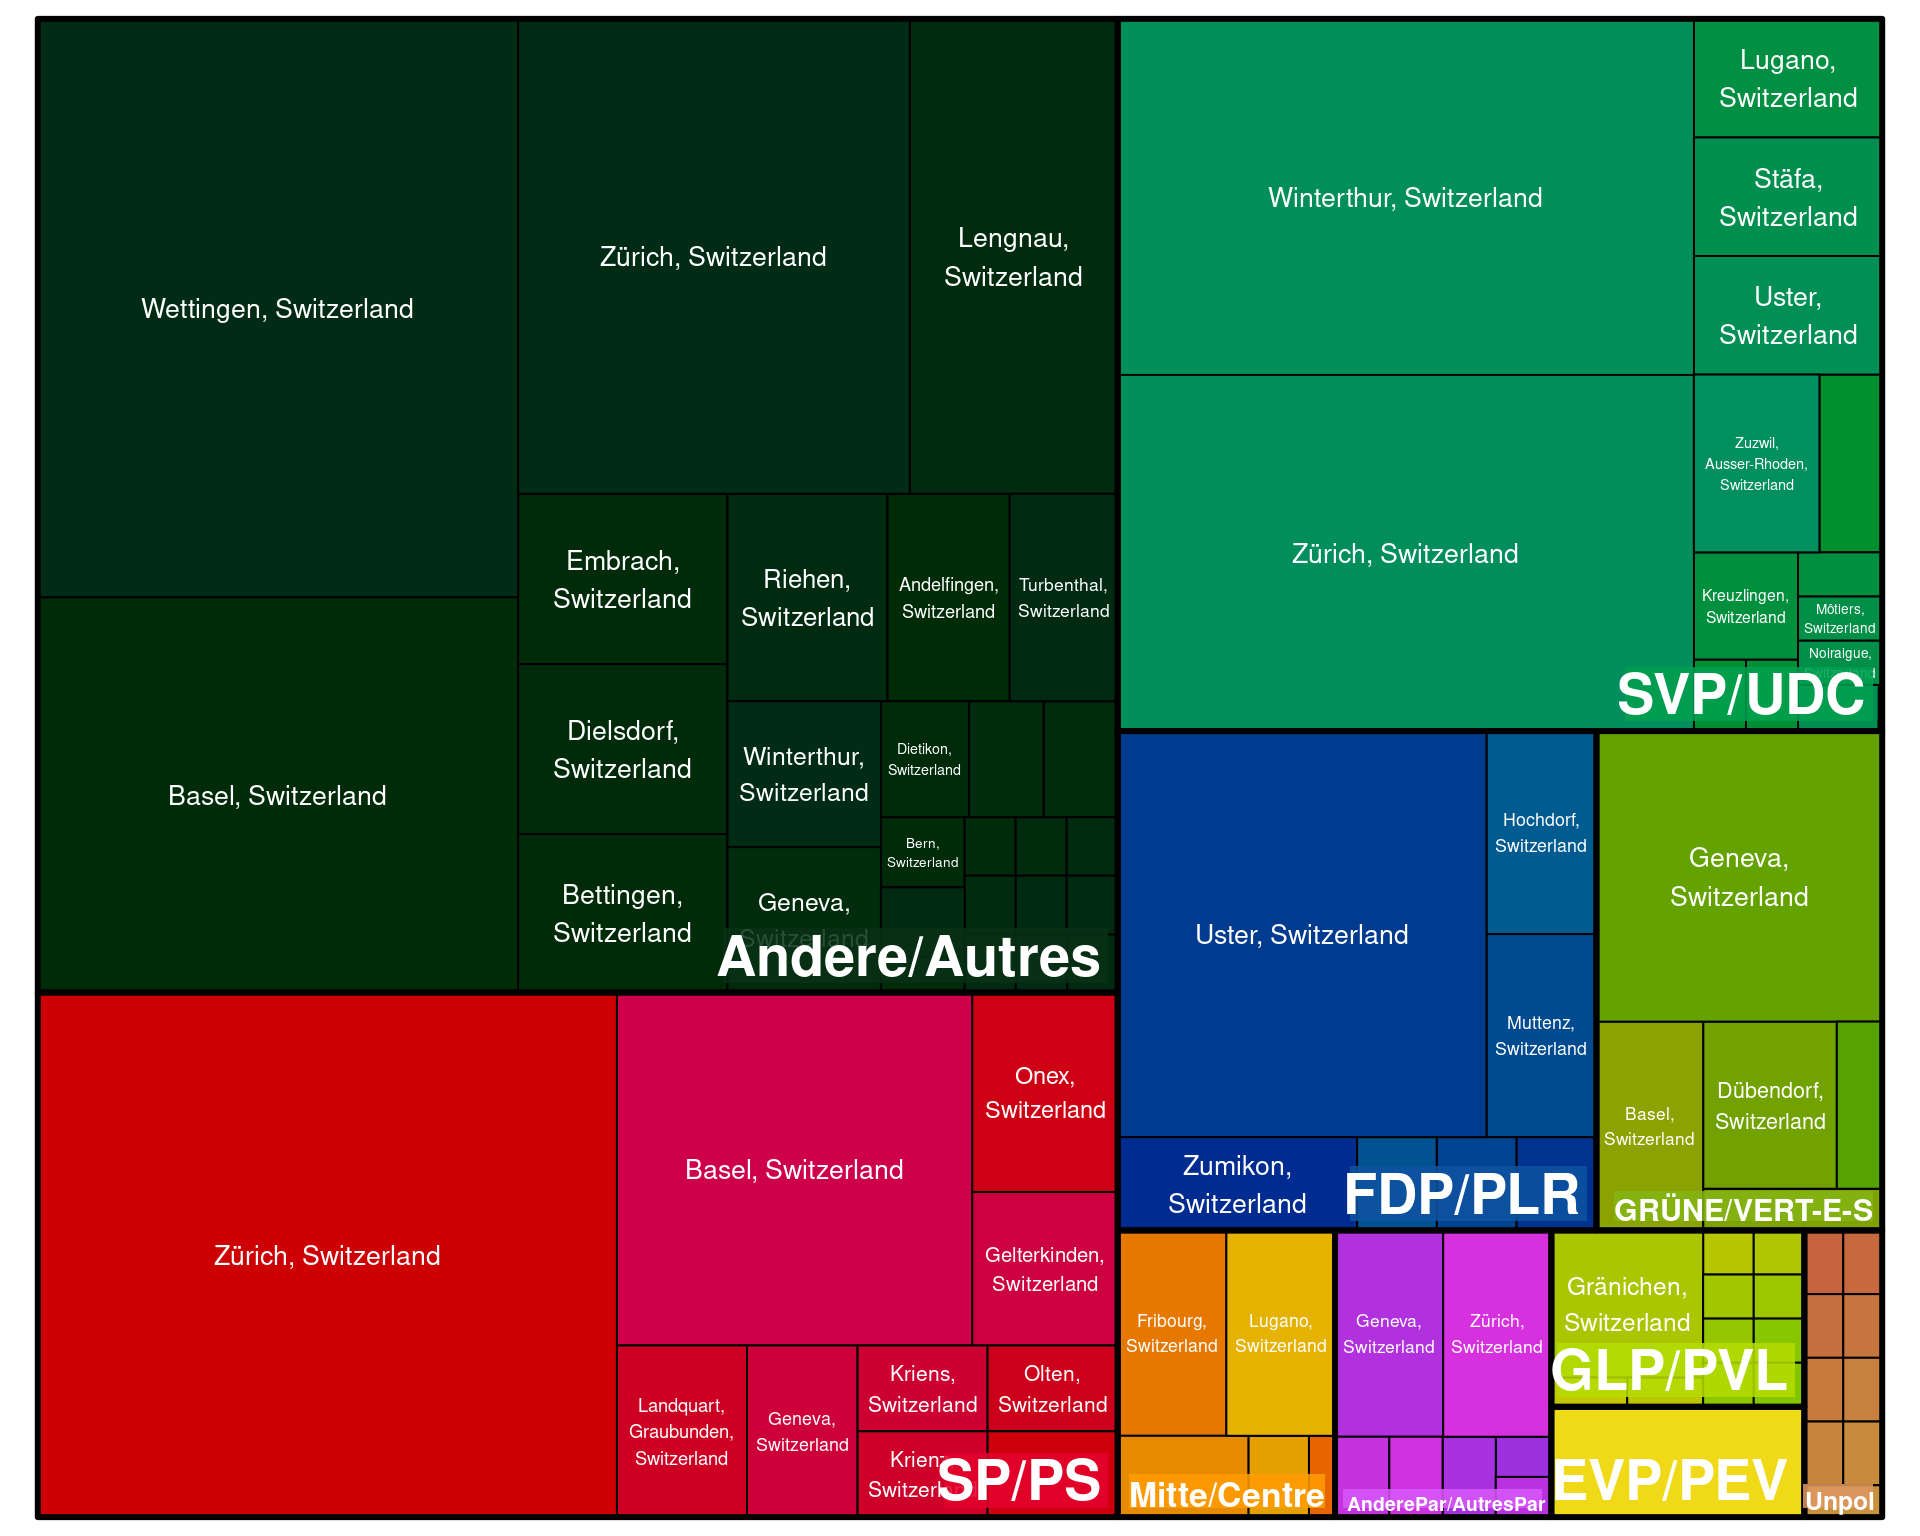 Wettingen, Switzerland
Zürich, Switzerland
Lengnau,
Switzerland
Basel, Switzerland
Embrach,
Switzerland
Riehen,
Switzerland
Andelfingen,
Switzerland
Turbenthal,
Switzerland
Dielsdorf,
Switzerland
Winterthur,
Switzerland
Dietikon,
Switzerland
Bern,
Switzerland
Bettingen,
Switzerland
Geneva,
Switzerland
Andere/Autres
Winterthur, Switzerland
Lugano,
Switzerland
Stäfa,
Switzerland
Uster,
Switzerland
Zürich, Switzerland
Zuzwil,
Ausser-Rhoden,
Switzerland
Kreuzlingen,
Switzerland
Môtiers,
Switzerland
Noiraigue,
Switzerland
SVP/UDC
Zürich, Switzerland
Basel, Switzerland
Onex,
Switzerland
Gelterkinden,
Switzerland
Landquart,
Graubunden,
Switzerland
Geneva,
Switzerland
Kriens,
Switzerland
Olten,
Switzerland
Krienz
Switzerl
SP/PS
Uster, Switzerland
Hochdorf,
Switzerland
Muttenz,
Switzerland
Zumikon,
Switzerland
FDP/PLR
Geneva,
Switzerland
Basel,
Switzerland
Dübendorf,
Switzerland
GRÜNE/VERT-E-S
Fribourg,
Switzerland
Lugano,
Switzerland
Mitte/Centre
Geneva,
Switzerland
Zürich,
Switzerland
AnderePar/AutresPar
Gränichen,
Switzerland
GLP/PVL
EVP/PEV
Unpol